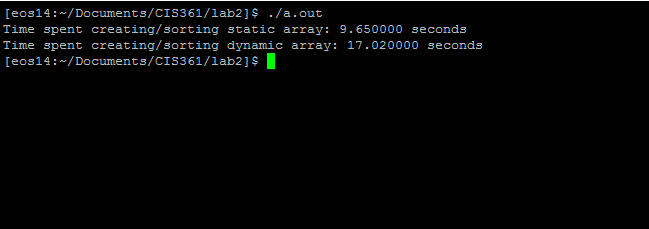 [eos14:~/Documents/CIS361/lab2]$ ./a.out
Time spent creating/sorting static array: 9.650000 seconds
Time spent creating/sorting dynamic array: 17.020000 seconds
[eos14:~/Documents/CIS361/lab2]$